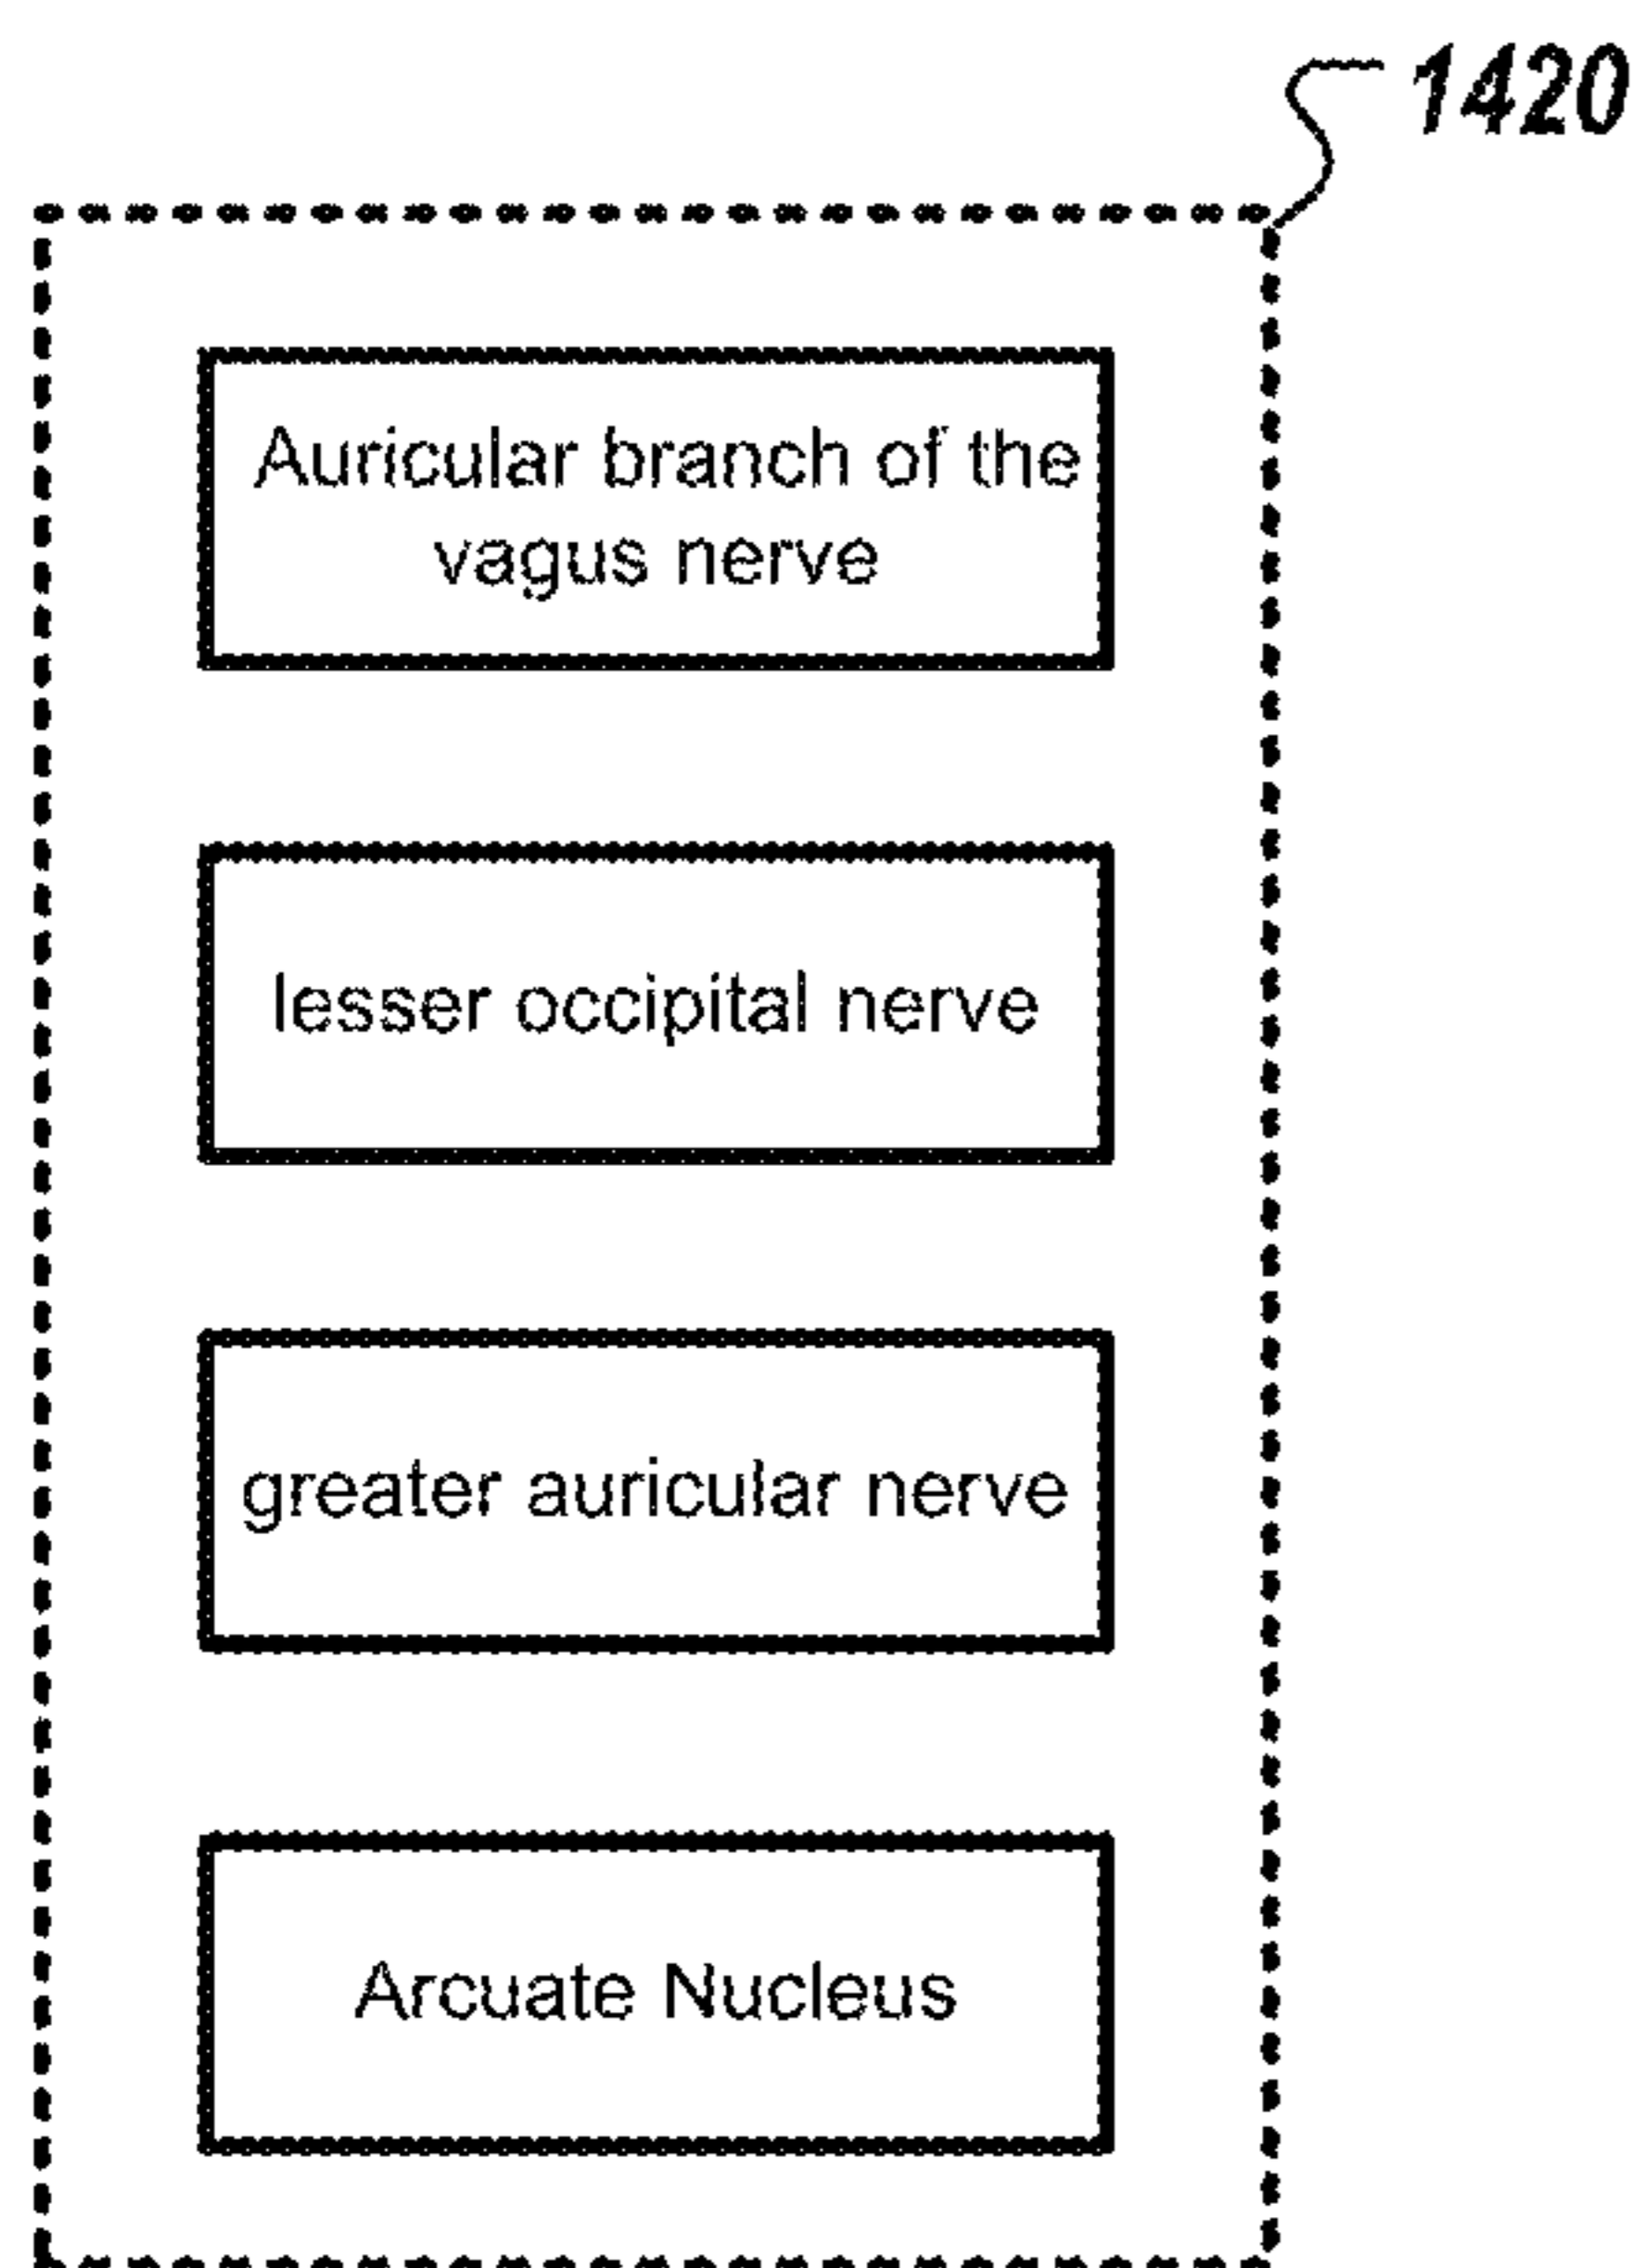 1420
Auricular branch of the
vagus nerve
lesser occipital nerve
greater auricular nerve
Arcuate Nucleus